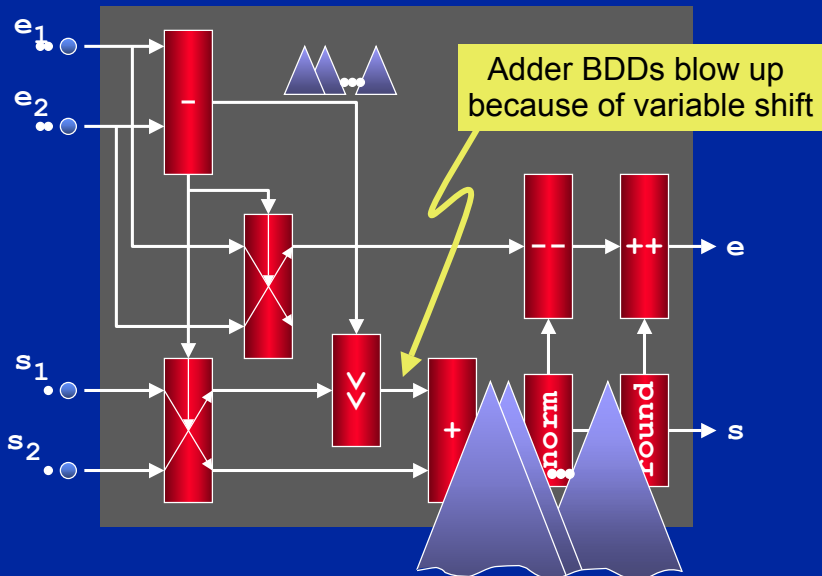 e1
e2
-
Adder BDDs blow up
because of variable shift
--
++
e
s1
s2
<<
+
norm
round
s